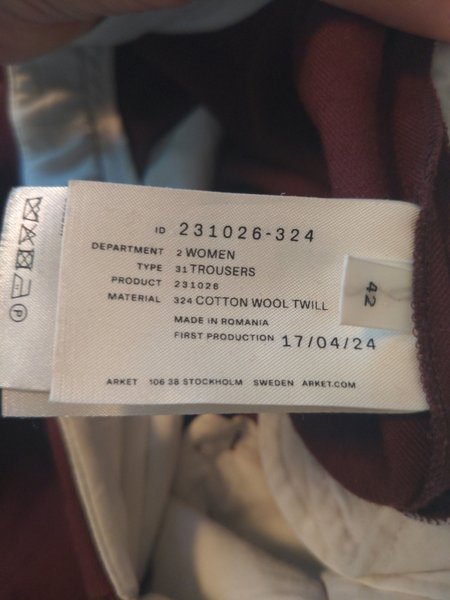 ID 231026-324
DEPARTMENT 2 WOMEN
TYPE 31 TROUSERS
PRODUCT 231026
MATERIAL 324 COTTON WOOL TWILL
MADE IN ROMANIA
FIRST PRODUCTION 17/04/24
ARKET 106 38 STOCKHOLM SWEDEN ARKET.COM
42
P